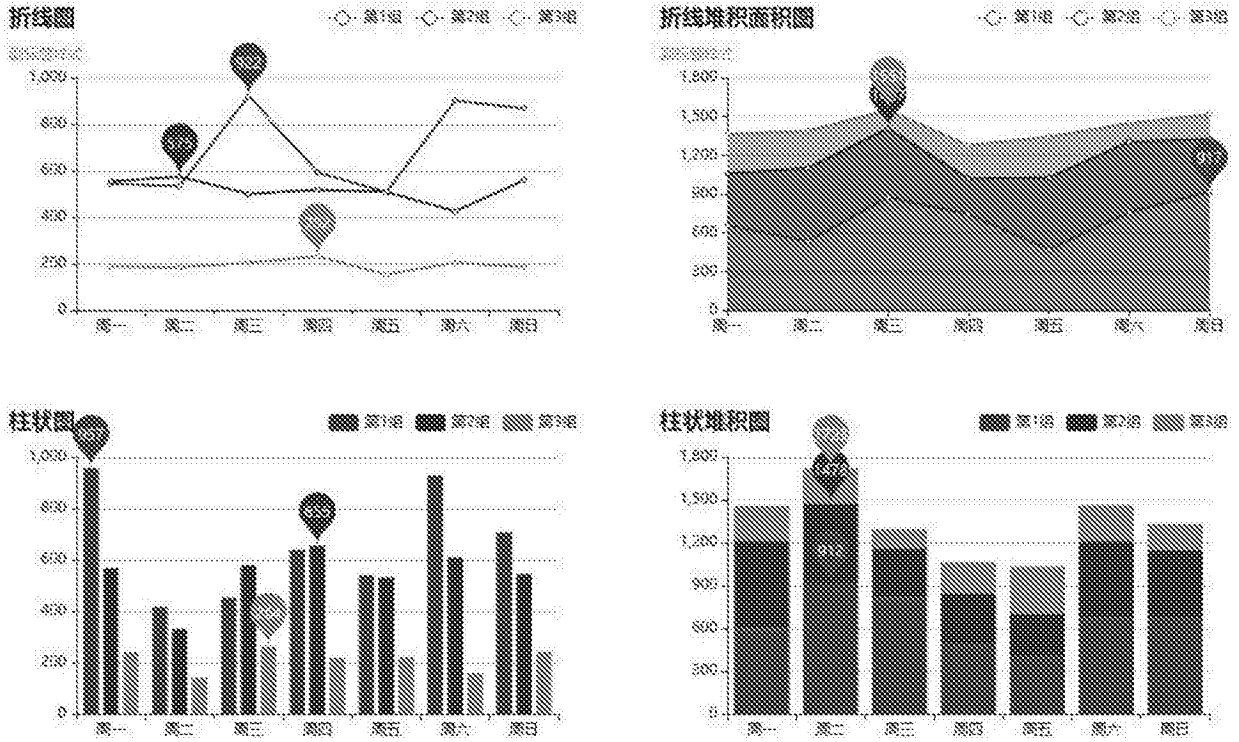 折线图
第1组 第2组 第3组
1,000
800
600
400
200
0
周一 周二 周三 周四 周五 周六 周日
折线堆积面积图
第1组 第2组 第3组
1,800
1,500
1,200
900
600
300
0
周一 周二 周三 周四 周五 周六 周日
柱状图
第1组 第2组 第3组
1,000
800
600
400
200
0
周一 周二 周三 周四 周五 周六 周日
柱状堆积图
第1组 第2组 第3组
1,800
1,500
1,200
900
600
300
0
周一 周二 周三 周四 周五 周六 周日